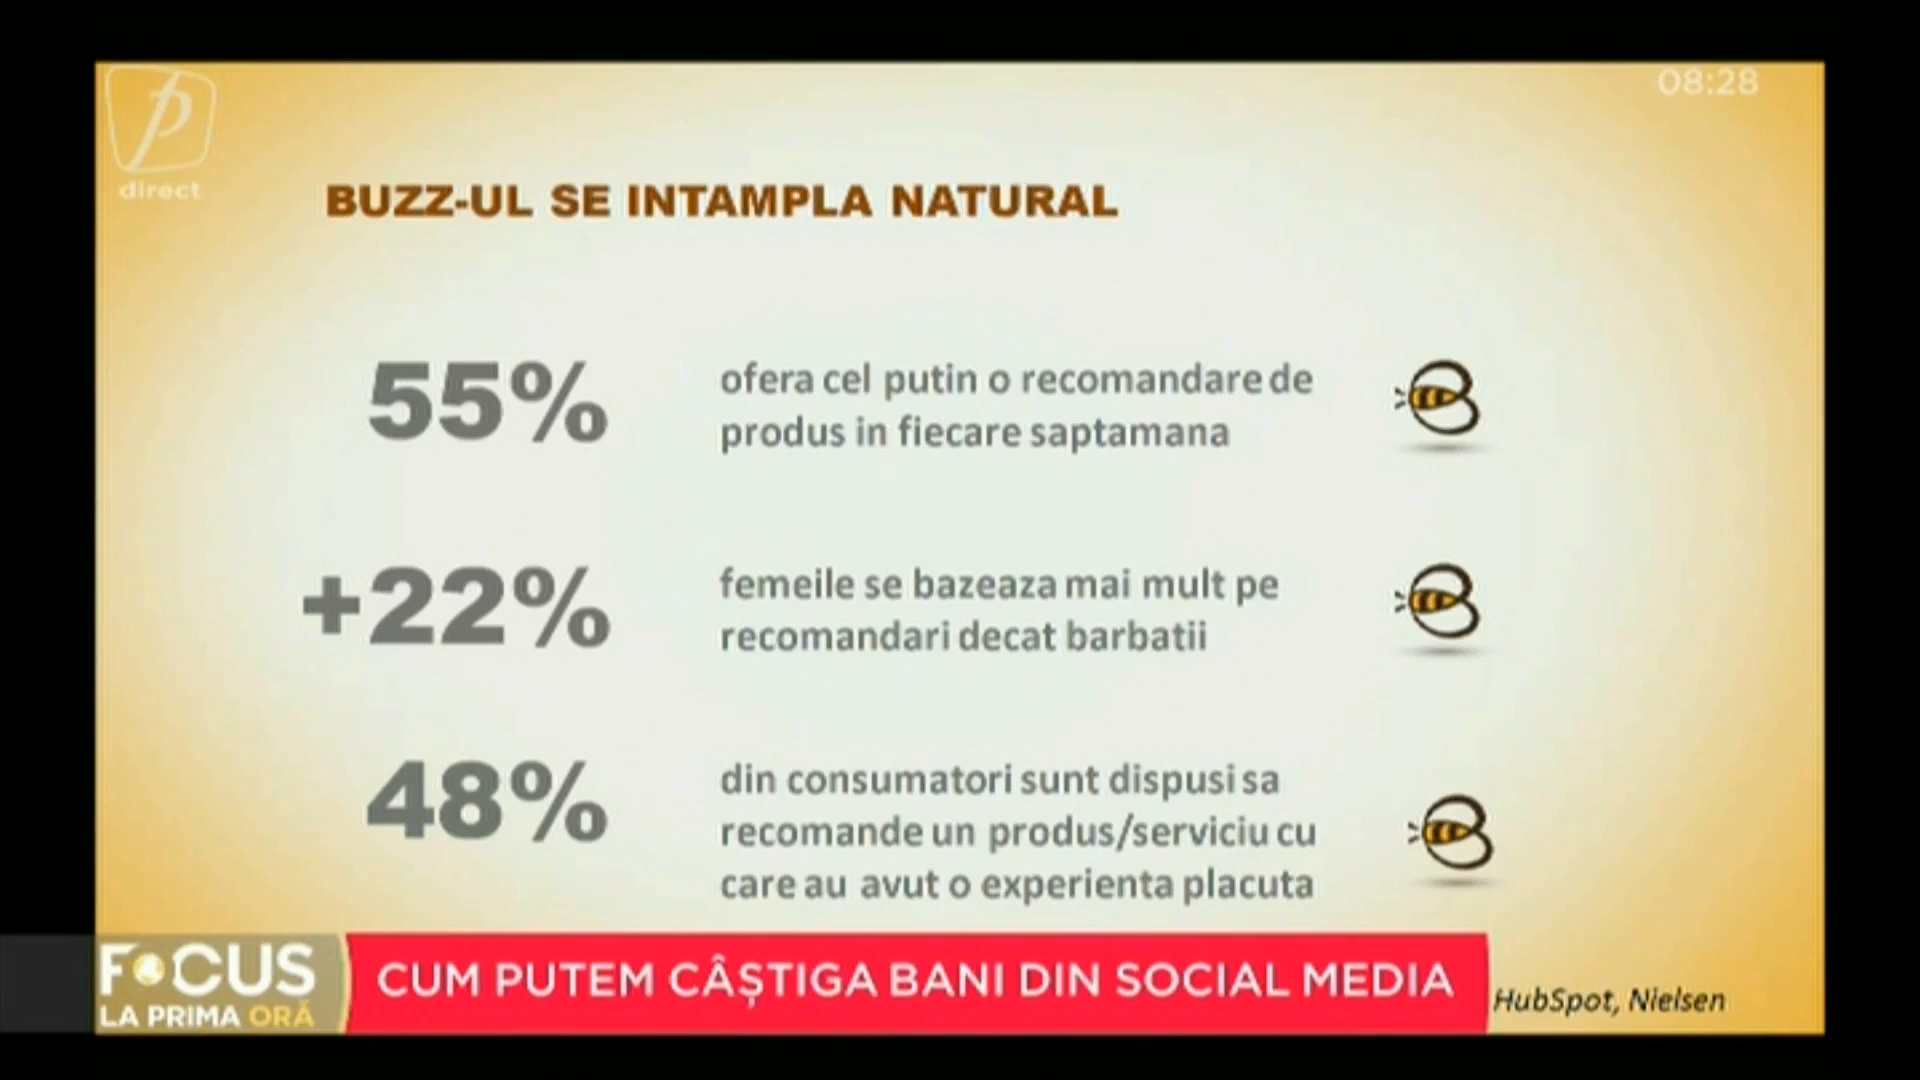 p
direct
08:28
BUZZ-UL SE INTAMPLA NATURAL
55%
ofera cel putin o recomandare de
produs in fiecare saptamana
+22%
femeile se bazeaza mai mult pe
recomandari decat barbatii
48%
din consumatori sunt dispusi sa
recomande un produs/serviciu cu
care au avut o experienta placuta
FOCUS
LA PRIMA ORĂ
CUM PUTEM CÂȘTIGA BANI DIN SOCIAL MEDIA
HubSpot, Nielsen